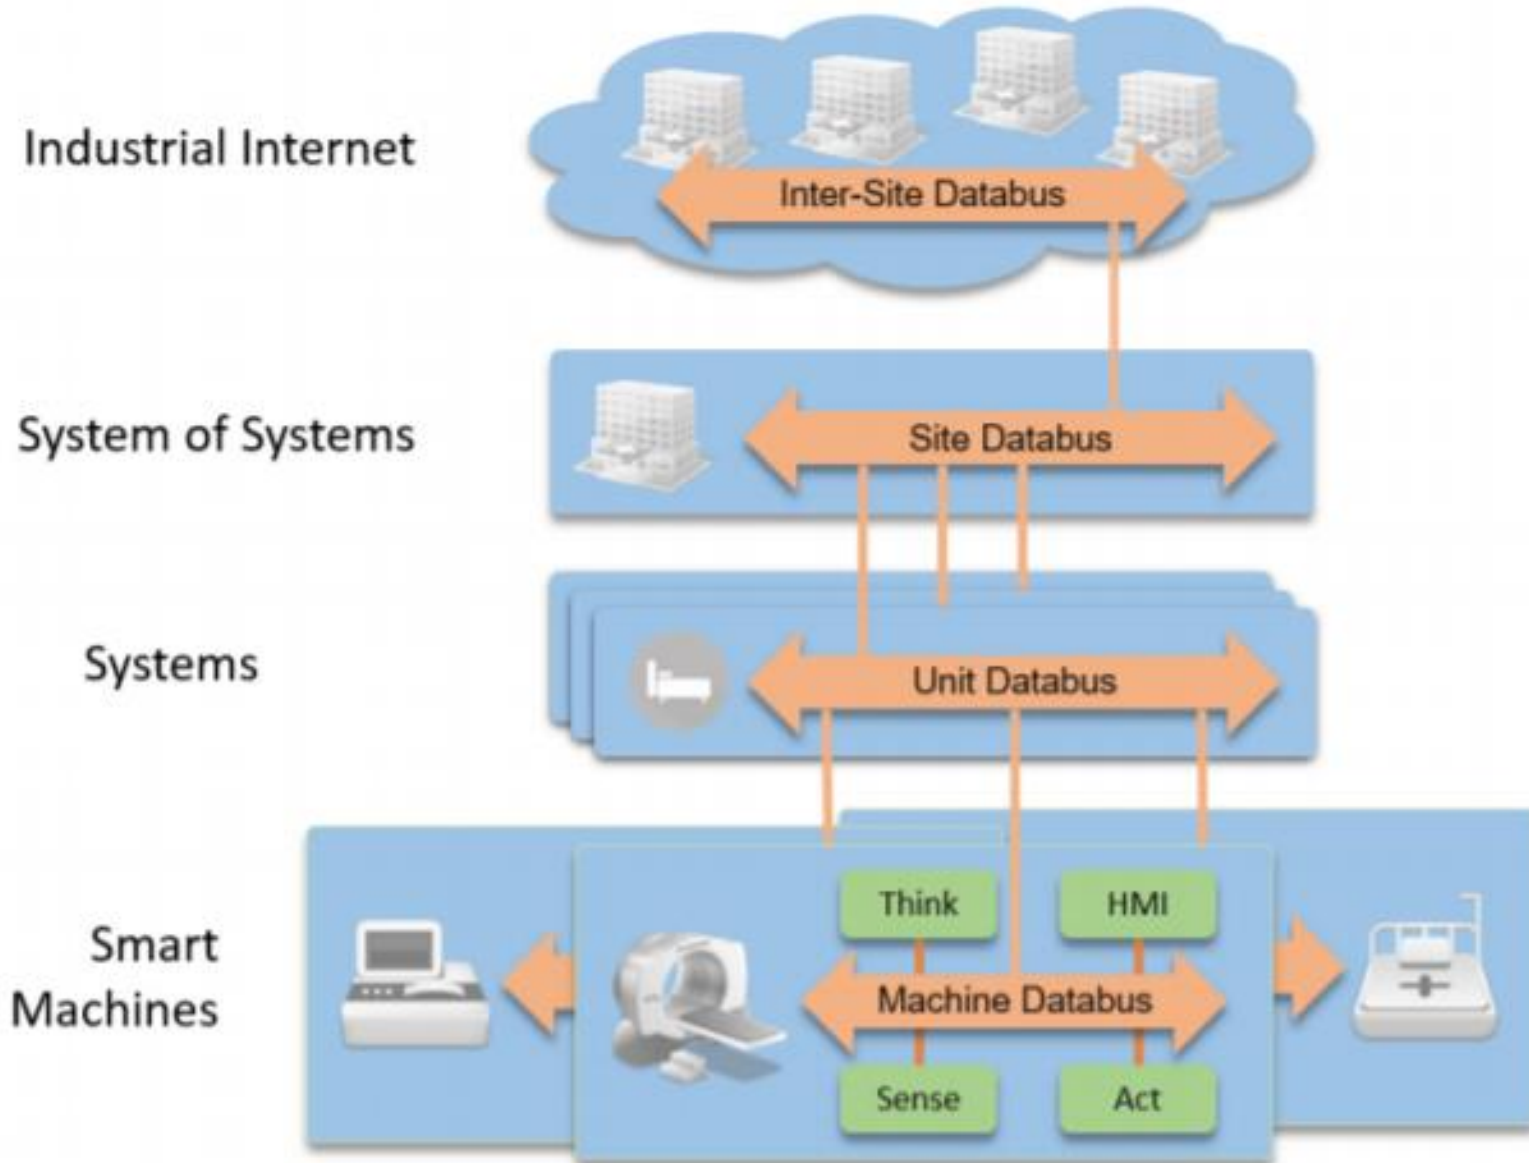 Industrial Internet
Inter-Site Databus
System of Systems
Site Databus
Systems
Unit Databus
Smart
Machines
Think
HMI
Machine Databus
Sense
Act